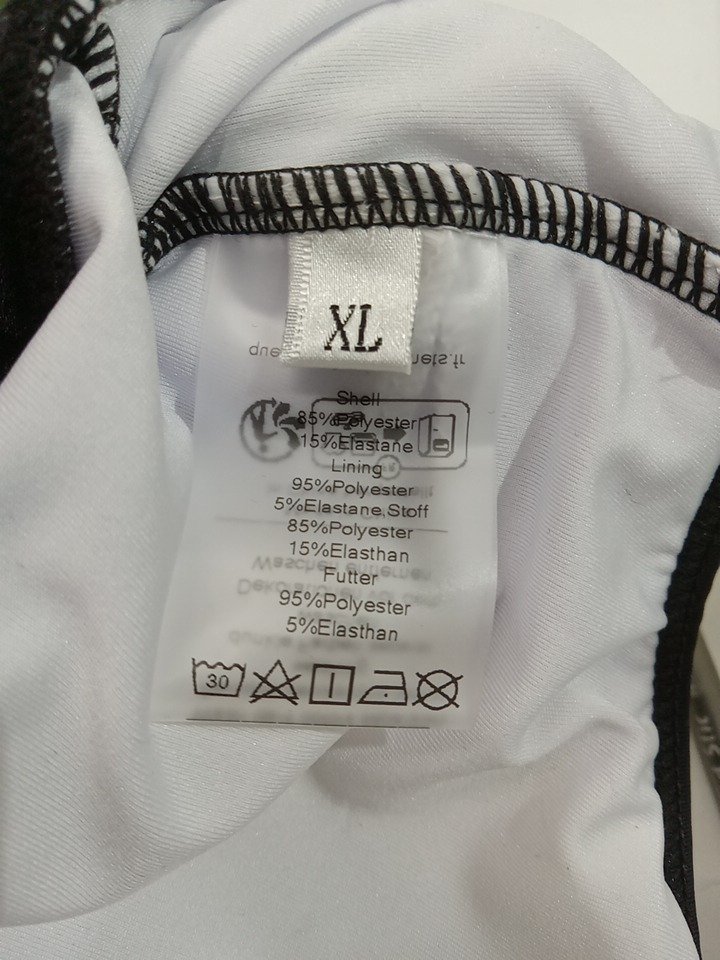 XL
Shell
85%Polyester
15%Elastane
Lining
95%Polyester
5%Elastane,Stoff
85%Polyester
15%Elasthan
Futter
95%Polyester
5%Elasthan
30